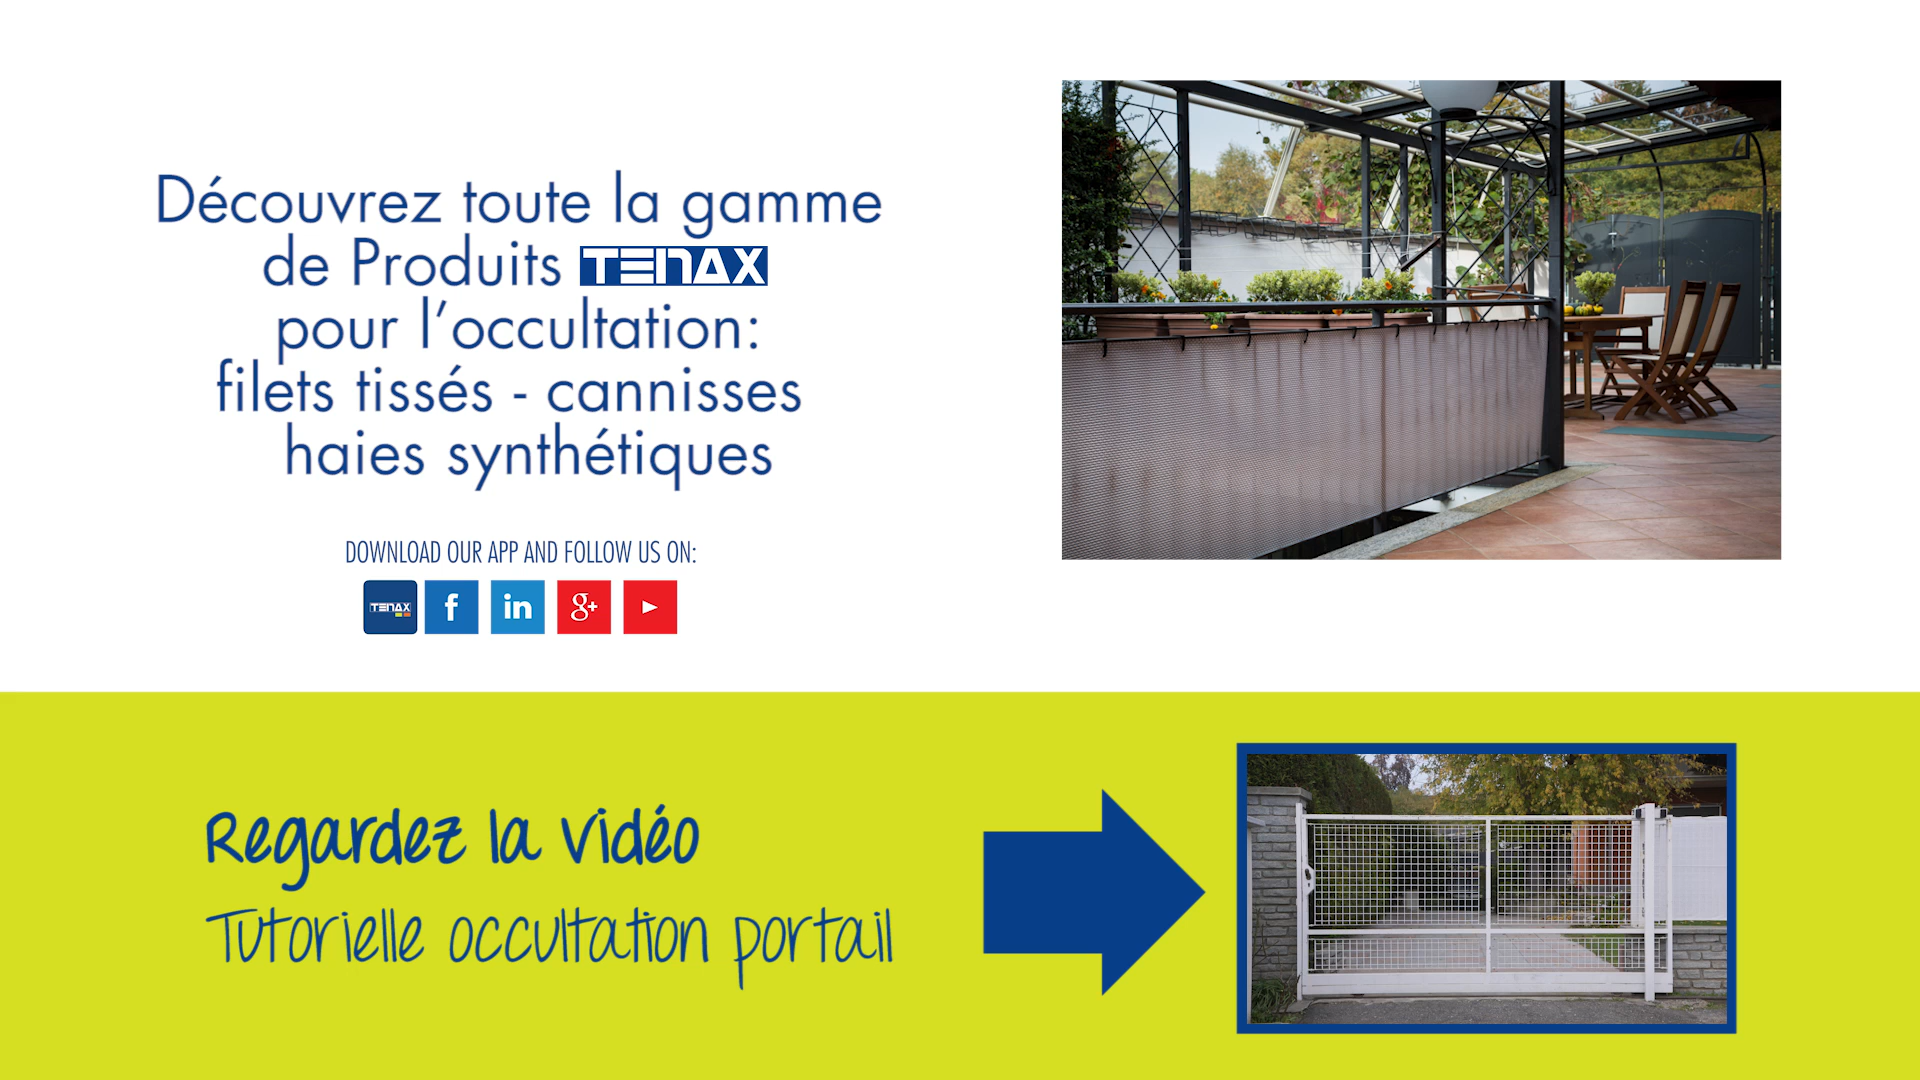 Découvrez toute la gamme
de Produits TENAX
pour l’occultation:
filets tissés - cannisses
haies synthétiques
DOWNLOAD OUR APP AND FOLLOW US ON:
TENAX f in g+
Regardez la vidéo
Tutorielle occultation portail